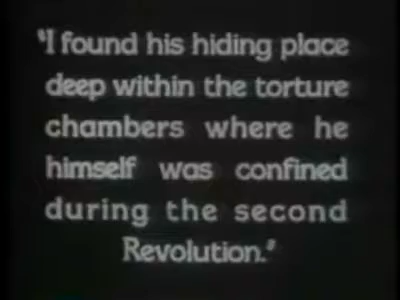 "I found his hiding place
deep within the torture
chambers where he
himself was confined
during the second
Revolution."